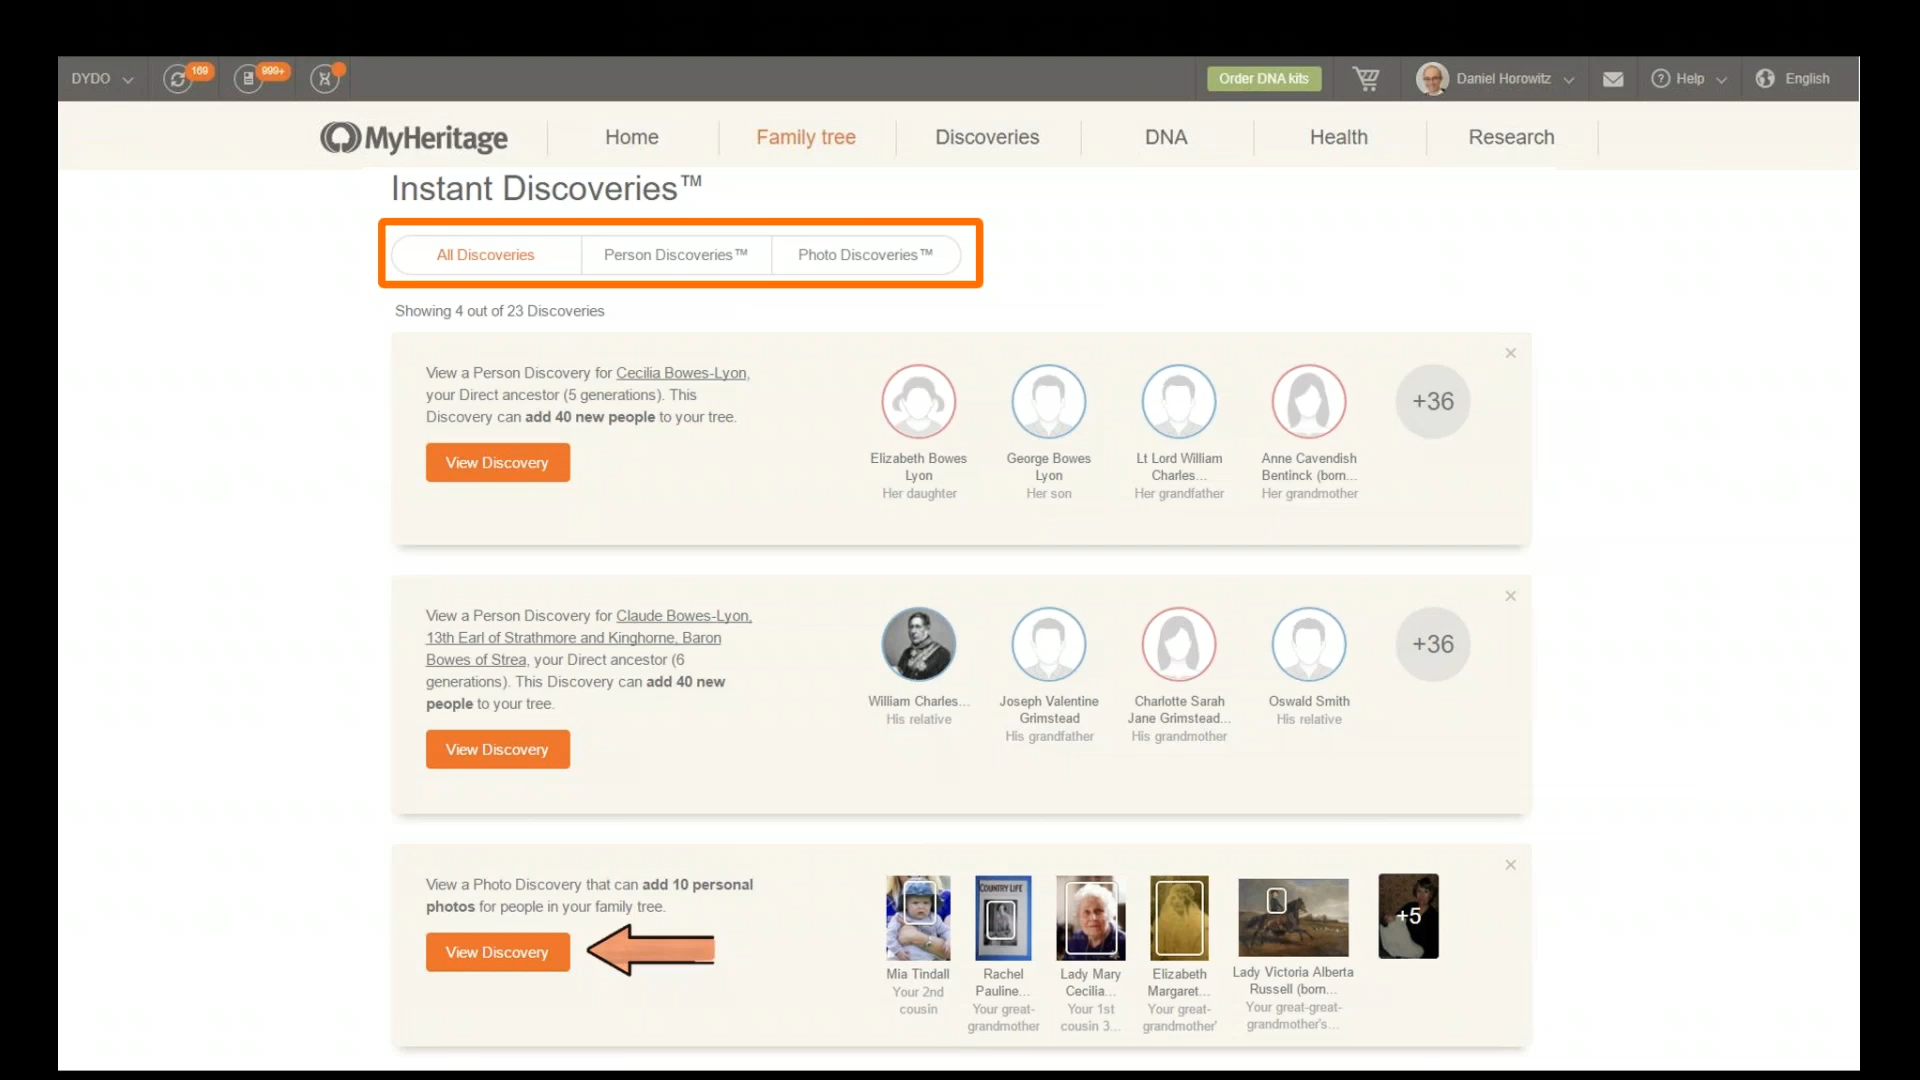 DYDO
169
999+
Order DNA kits
Daniel Horowitz
Help
English
MyHeritage
Home
Family tree
Discoveries
DNA
Health
Research
Instant Discoveries™
All Discoveries
Person Discoveries™
Photo Discoveries™
Showing 4 out of 23 Discoveries
View a Person Discovery for Cecilia Bowes-Lyon,
your Direct ancestor (5 generations). This
Discovery can add 40 new people to your tree.
View Discovery
Elizabeth Bowes
Lyon
Her daughter
George Bowes
Lyon
Her son
Lt Lord William
Charles...
Her grandfather
Anne Cavendish
Bentinck (born...
Her grandmother
+36
View a Person Discovery for Claude Bowes-Lyon,
13th Earl of Strathmore and Kinghorne, Baron
Bowes of Strea, your Direct ancestor (6
generations). This Discovery can add 40 new
people to your tree.
View Discovery
William Charles...
His relative
Joseph Valentine
Grimstead
His grandfather
Charlotte Sarah
Jane Grimstead...
His grandmother
Oswald Smith
His relative
+36
View a Photo Discovery that can add 10 personal
photos for people in your family tree.
View Discovery
COUNTRY LIFE
Mia Tindall
Your 2nd
cousin
Rachel
Pauline...
Your great-
grandmother
Lady Mary
Cecilia...
Your 1st
cousin 3...
Elizabeth
Margaret...
Your great-
grandmother'
Lady Victoria Alberta
Russell (born...
Your great-great-
grandmother's...
+5